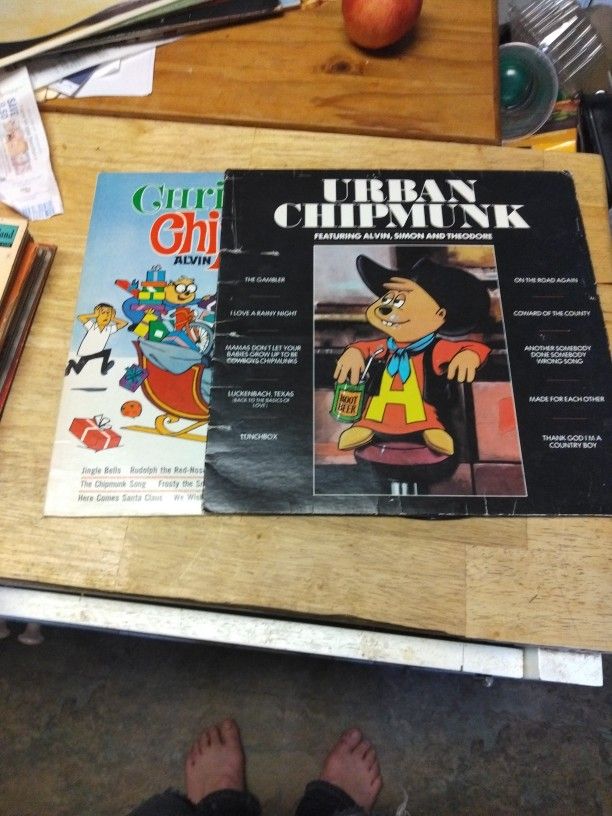 CHRI
CHI
ALVIN
Jingle Bells Rudolph the Red-Nos
The Chipmunk Song Frosty the Sn
Here Comes Santa Claus We Wis
URBAN
CHIPMUNK
FEATURING ALVIN, SIMON AND THEODORE
THE GAMBLER
I LOVE A RAINY NIGHT
MAMAS DON'T LET YOUR
BABIES GROW UP TO BE
COWBOYS CHIPMUNKS
LUCKENBACH, TEXAS
(BACK TO THE BASICS OF
LOVE)
LUNCHBOX
ROOT
BEER
A
ON THE ROAD AGAIN
COWARD OF THE COUNTY
ANOTHER SOMEBODY
DONE SOMEBODY
WRONG SONG
MADE FOR EACH OTHER
THANK GOD I'M A
COUNTRY BOY